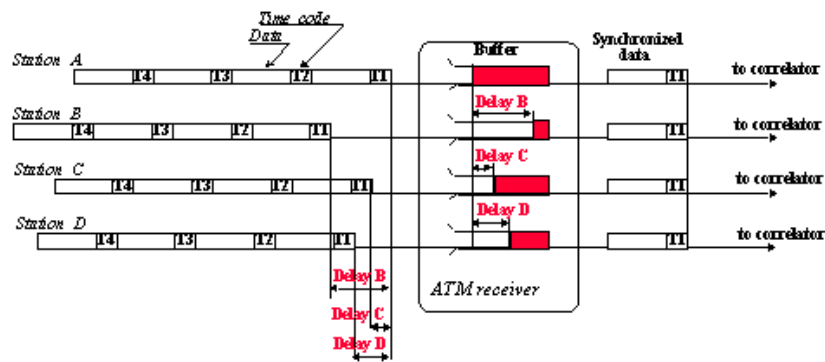 Time code
Data
Buffer
Synchronized
data
Station A
T4 T3 T2 T1
T1
to correlator
Delay B
Station B
T4 T3 T2 T1
T1
to correlator
Delay C
Station C
T4 T3 T2 T1
T1
to correlator
Delay D
Station D
T4 T3 T2 T1
T1
to correlator
Delay B
ATM receiver
Delay C
Delay D